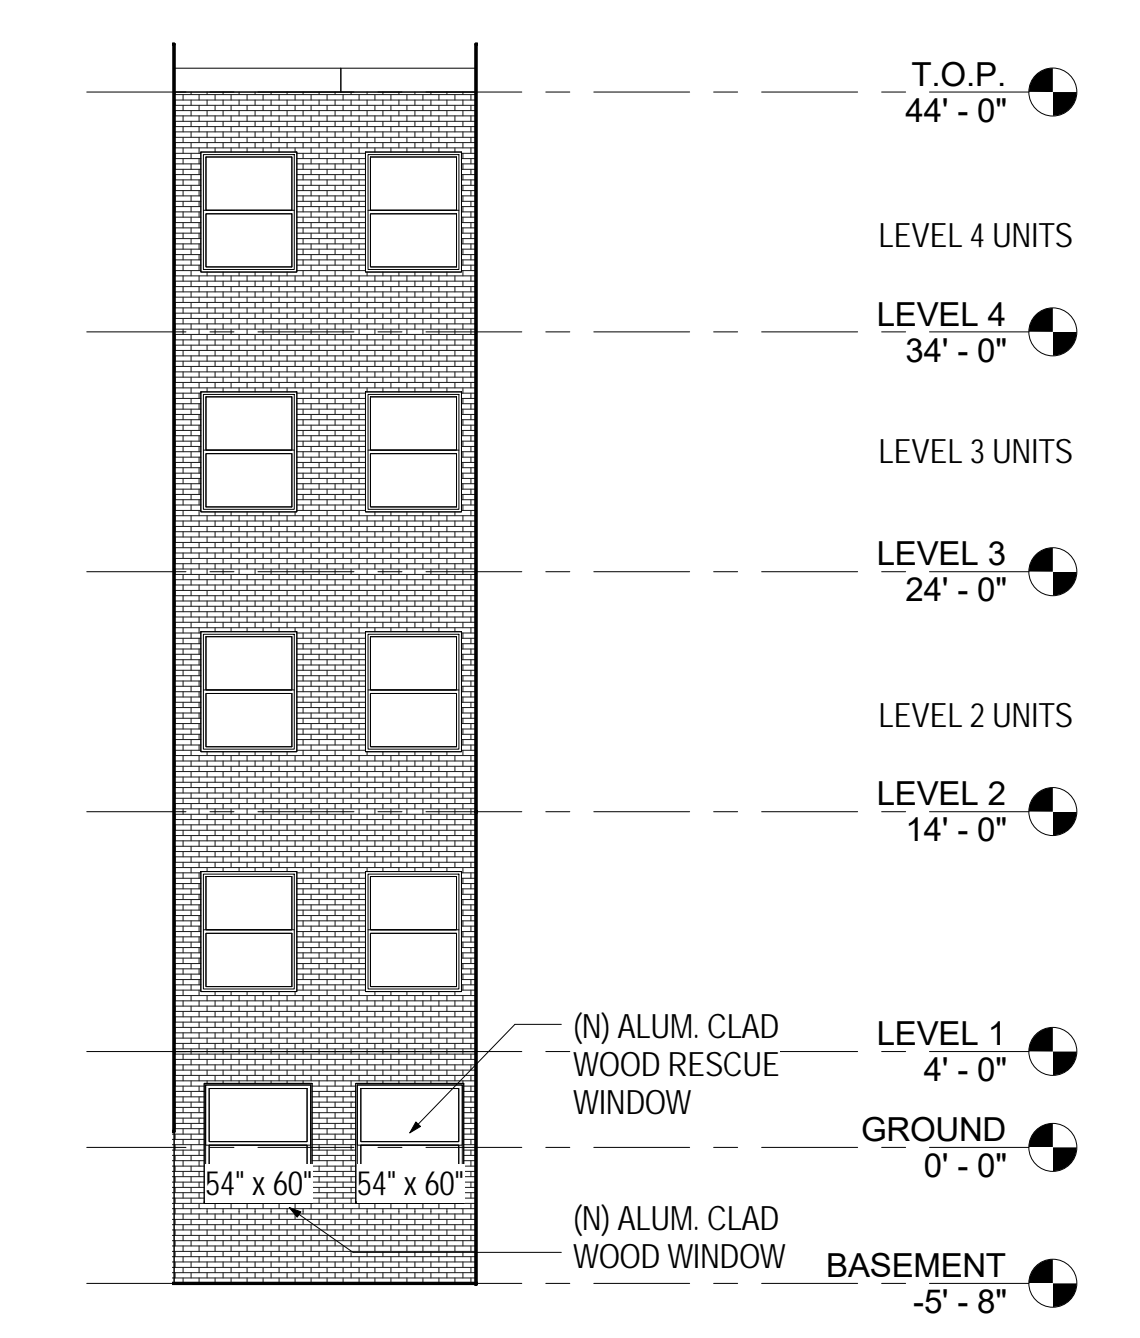 T.O.P.
44' - 0"
LEVEL 4 UNITS
LEVEL 4
34' - 0"
LEVEL 3 UNITS
LEVEL 3
24' - 0"
LEVEL 2 UNITS
LEVEL 2
14' - 0"
(N) ALUM. CLAD
WOOD RESCUE
WINDOW
LEVEL 1
4' - 0"
GROUND
0' - 0"
54" x 60"
54" x 60"
(N) ALUM. CLAD
WOOD WINDOW
BASEMENT
-5' - 8"